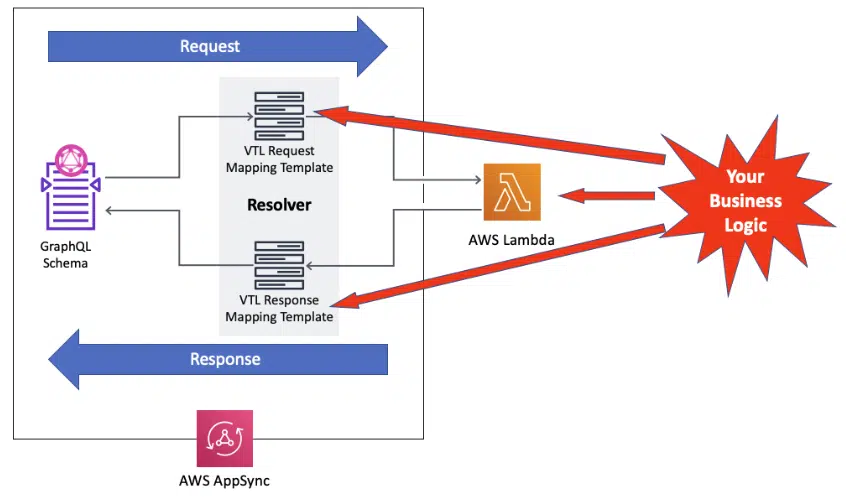 Request
VTL Request
Mapping Template
Resolver
GraphQL
Schema
AWS Lambda
Your
Business
Logic
VTL Response
Mapping Template
Response
AWS AppSync